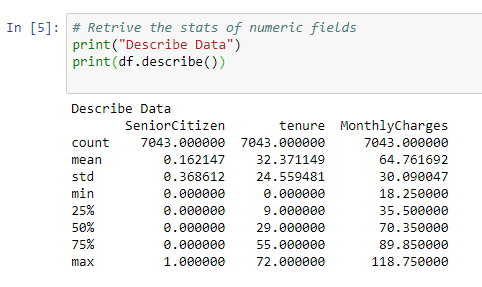 In [5]: # Retrive the stats of numeric fields
print("Describe Data")
print(df.describe())
Describe Data
SeniorCitizen tenure MonthlyCharges
count 7043.000000 7043.000000 7043.000000
mean 0.162147 32.371149 64.761692
std 0.368612 24.559481 30.090047
min 0.000000 0.000000 18.250000
25% 0.000000 9.000000 35.500000
50% 0.000000 29.000000 70.350000
75% 0.000000 55.000000 89.850000
max 1.000000 72.000000 118.750000